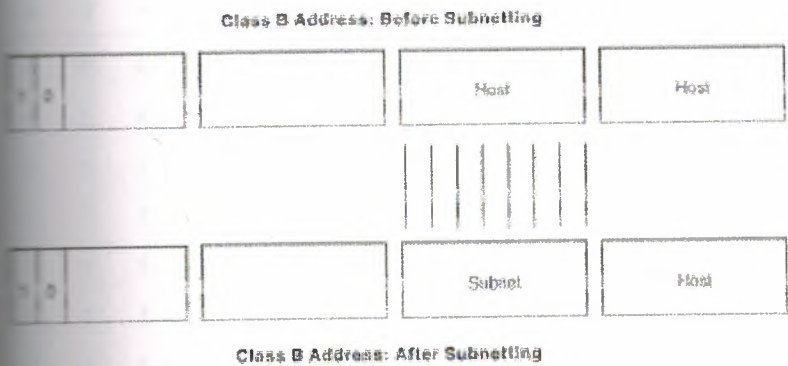 Class B Address: Before Subnetting
1 0 Host Host
1 0 Subnet Host
Class B Address: After Subnetting